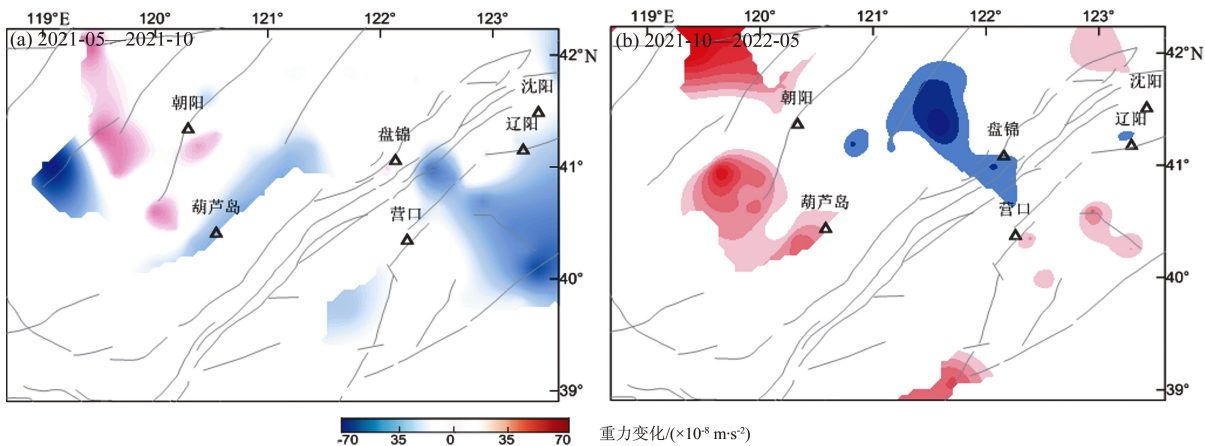 119°E 120° 121° 122° 123°
(a) 2021-05—2021-10
42°N
沈阳
朝阳
辽阳
盘锦
41°
葫芦岛
营口
40°
39°
119°E 120° 121° 122° 123°
(b) 2021-10—2022-05
42°N
沈阳
朝阳
辽阳
盘锦
41°
葫芦岛
营口
40°
39°
-70 35 0 35 70
重力变化/(×10⁻⁸ m·s⁻²)